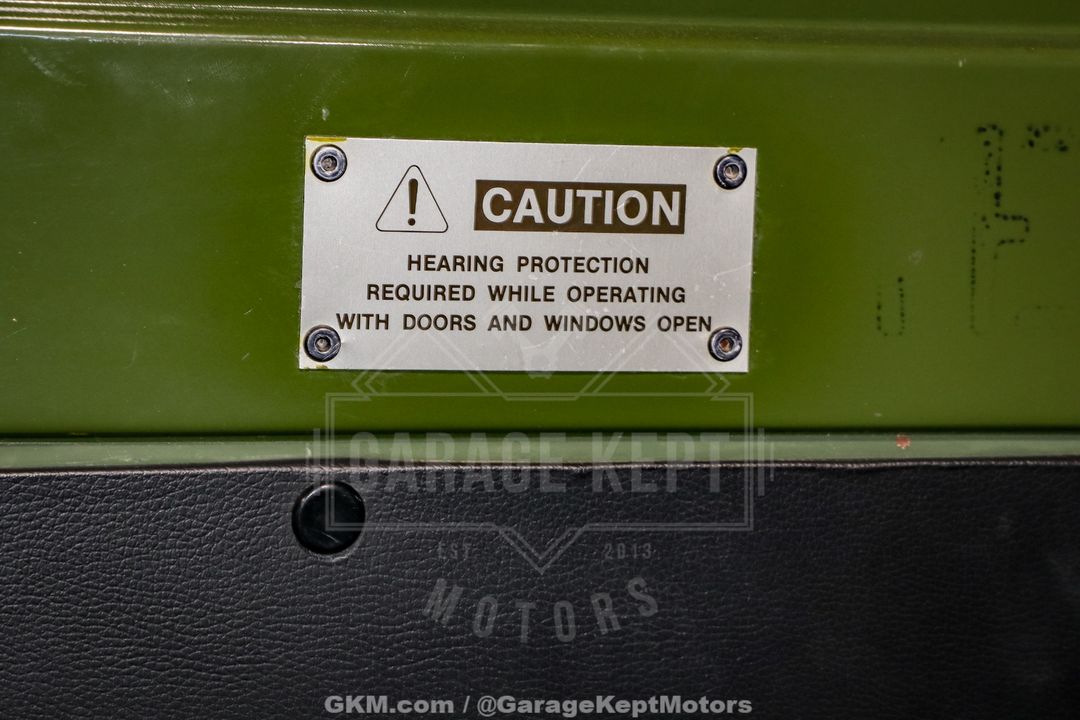 CAUTION
HEARING PROTECTION
REQUIRED WHILE OPERATING
WITH DOORS AND WINDOWS OPEN
GARAGE KEPT
EST 2013
MOTORS
GKM.com / @GarageKeptMotors